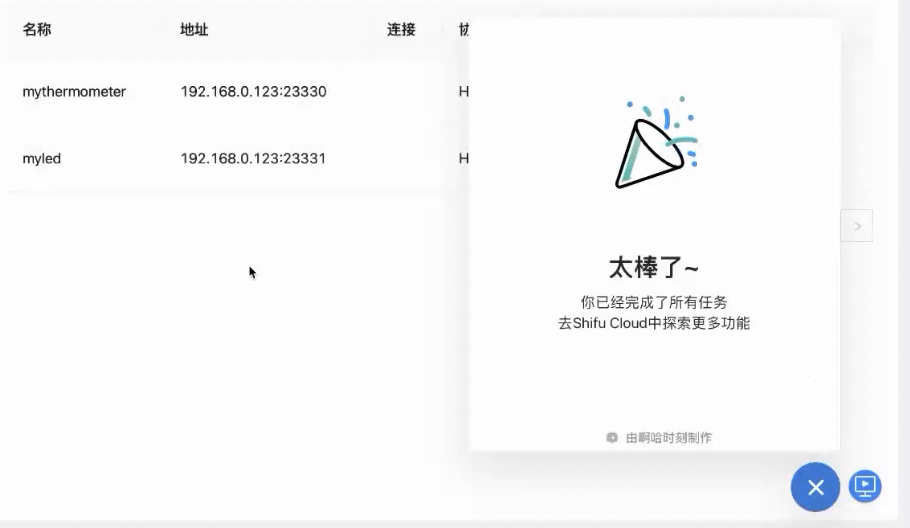 名称 地址 连接 协
mythermometer 192.168.0.123:23330 H
myled 192.168.0.123:23331 H
太棒了~
你已经完成了所有任务
去Shifu Cloud中探索更多功能
由啊哈时刻制作